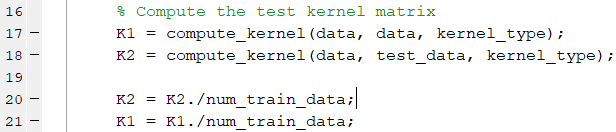 16 % Compute the test kernel matrix
17 – K1 = compute_kernel(data, data, kernel_type);
18 – K2 = compute_kernel(data, test_data, kernel_type);
19
20 – K2 = K2./num_train_data;
21 – K1 = K1./num_train_data;